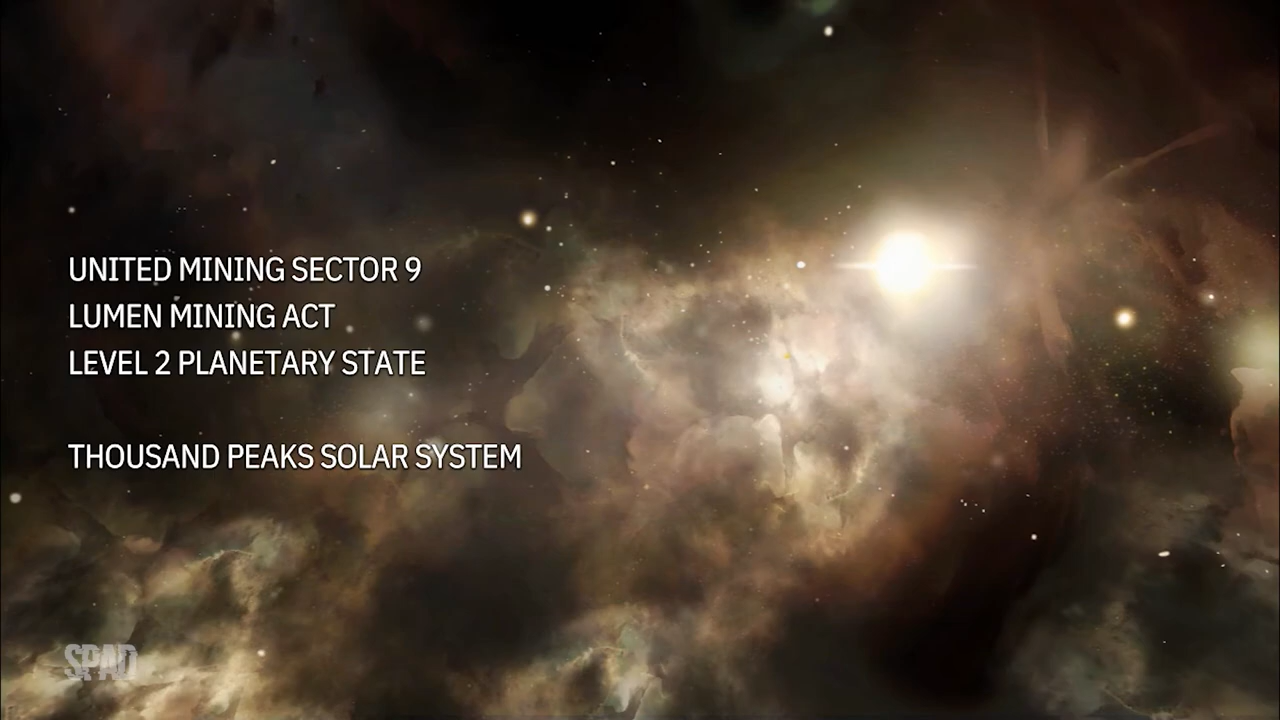 UNITED MINING SECTOR 9
LUMEN MINING ACT
LEVEL 2 PLANETARY STATE
THOUSAND PEAKS SOLAR SYSTEM
SPAD